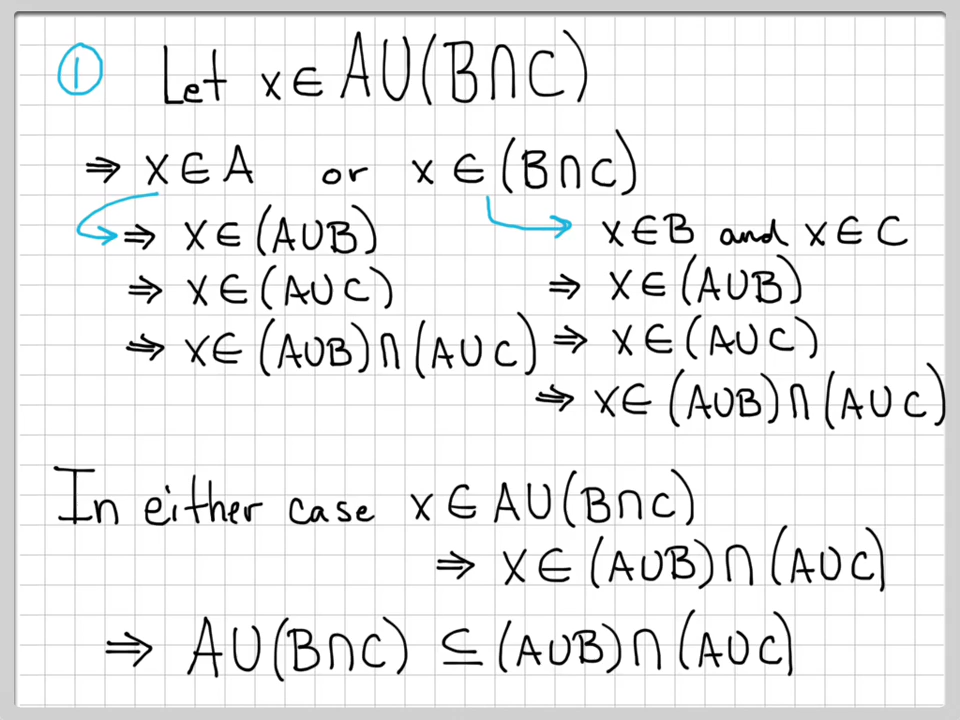 ① Let x ∈ A∪(B∩C)
⇒ x∈A or x ∈ (B∩C)
⇒ x∈(A∪B)
⇒ x∈(A∪C)
⇒ x∈(A∪B)∩(A∪C)
x∈B and x∈C
⇒ x∈(A∪B)
⇒ x∈(A∪C)
⇒ x∈(A∪B)∩(A∪C)
In either case x∈A∪(B∩C)
⇒ x∈(A∪B)∩(A∪C)
⇒ A∪(B∩C) ⊆ (A∪B)∩(A∪C)